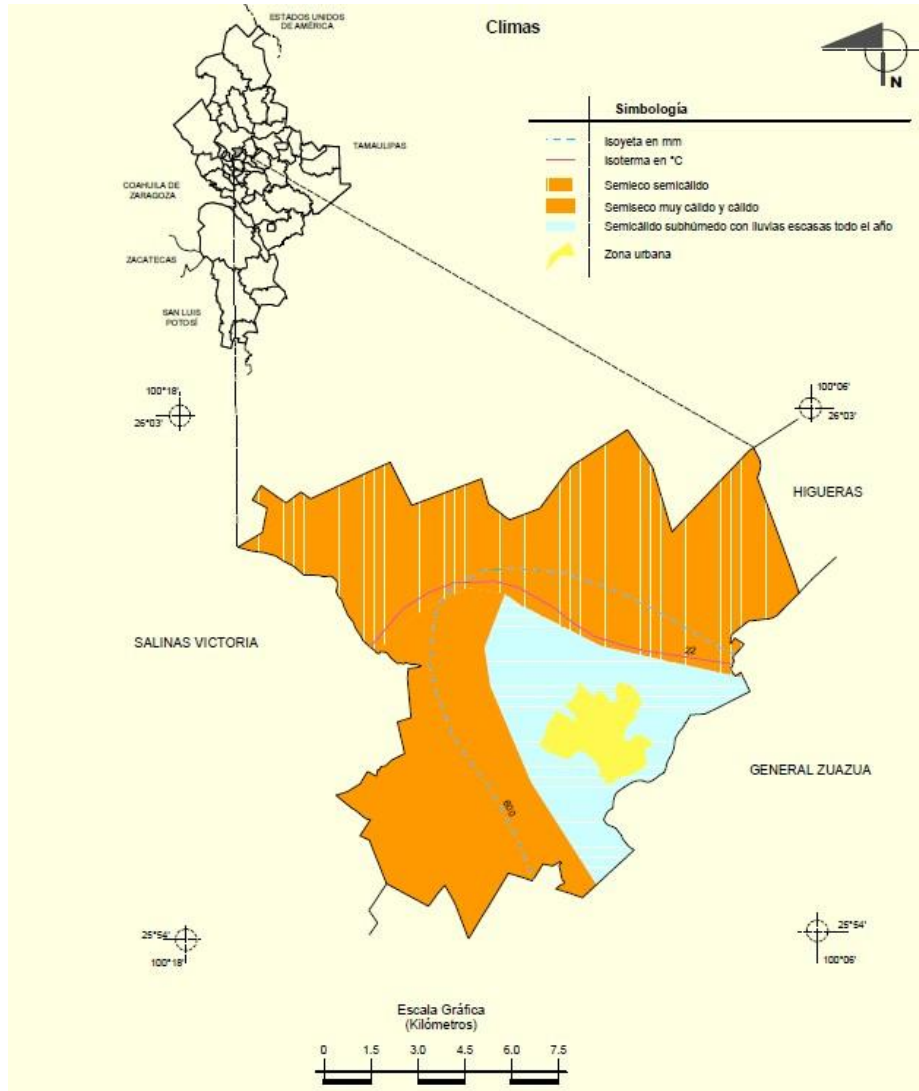 Climas
ESTADOS UNIDOS
DE AMÉRICA
N
TAMAULIPAS
COAHUILA DE
ZARAGOZA
ZACATECAS
SAN LUIS
POTOSÍ
Simbología
Isoyeta en mm
Isoterma en °C
Semieco semicálido
Semiseco muy cálido y cálido
Semicálido subhúmedo con lluvias escasas todo el año
Zona urbana
100°18'
26°03'
100°06'
26°03'
HIGUERAS
SALINAS VICTORIA
22
600
GENERAL ZUAZUA
25°54'
100°18'
25°54'
100°06'
Escala Gráfica
(Kilómetros)
0 1.5 3.0 4.5 6.0 7.5